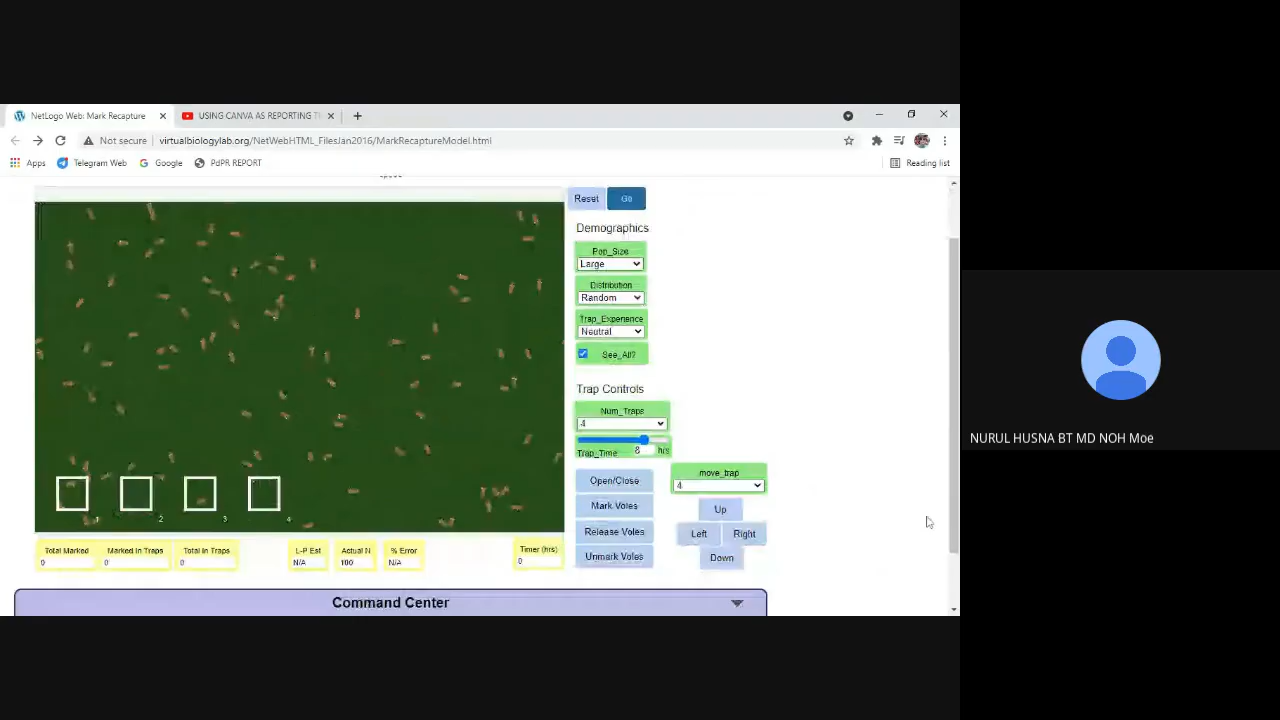 NetLogo Web: Mark Recapture
USING CANVA AS REPORTING T
Not secure virtualbiologylab.org/NetWebHTML_FilesJan2016/MarkRecaptureModel.html
Apps Telegram Web Google PdPR REPORT Reading list
Reset Go
Demographics
Pop_Size
Large
Distribution
Random
Trap_Experience
Neutral
See_All?
Trap Controls
Num_Traps
4
Trap_Time 8 hrs
Open/Close
Mark Voles
Release Voles
Unmark Voles
move_trap
4
Up
Left Right
Down
1 2 3 4
Total Marked Marked In Traps Total In Traps L-P Est Actual N % Error Timer (hrs)
0 0 0 N/A 100 N/A 0
Command Center
NURUL HUSNA BT MD NOH Moe